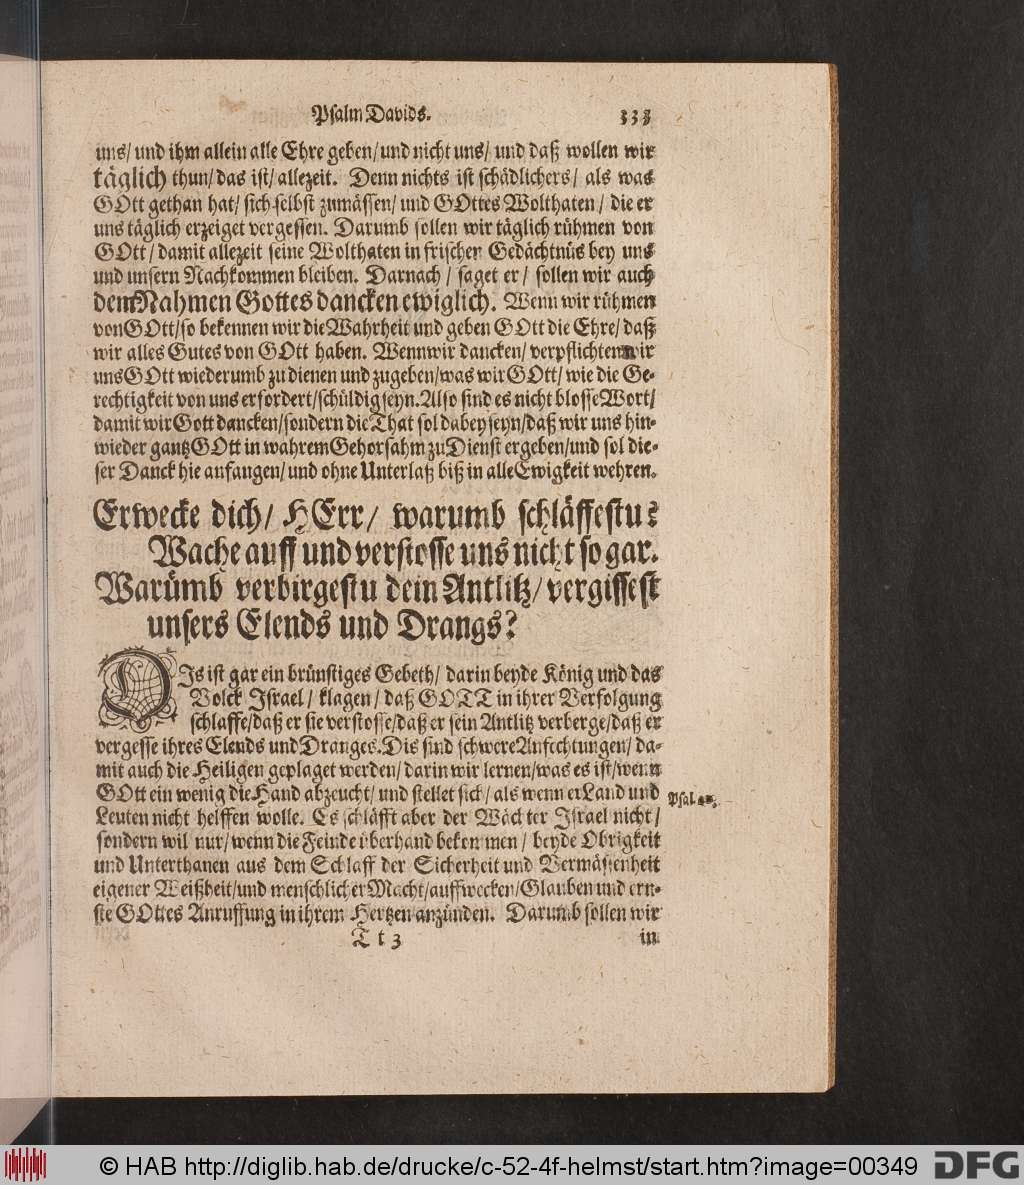 Psalm Davids. 333
uns/ und ihm allein alle Ehre geben/ und nicht uns/ und daß wollen wir
täglich thun/ das ist/ allezeit. Denn nichts ist schädlichers/ als was
GOtt gethan hat/ sich selbst zumässen/ und GOttes Wolthaten/ die er
uns täglich erzeiget vergessen. Darumb sollen wir täglich rühmen von
GOtt/ damit allezeit seine Wolthaten in frischer Gedächtnüs bey uns
und unsern Nachkommen bleiben. Darnach/ saget er/ sollen wir auch
dem Nahmen Gottes dancken ewiglich. Wenn wir rühmen
von GOtt/ so bekennen wir die Wahrheit und geben GOtt die Ehre/ daß
wir alles Gutes von GOtt haben. Wenn wir dancken/ verpflichten wir
uns GOtt wiederumb zu dienen und zugeben/ was wir GOtt/ wie die Ge-
rechtigkeit von uns erfordert/ schüldig seyn. Also sind es nicht blosse Wort/
damit wir Gott dancken/ sondern die That sol dabey seyn/ daß wir uns hin-
wieder gantz GOtt in wahrem Gehorsahm zu Dienst ergeben/ und sol die-
ser Danck hie anfangen/ und ohne Unterlaß biß in alle Ewigkeit wehren.
Erwecke dich/ HErr/ warumb schläffestu?
Wache auff und verstosse uns nicht so gar.
Warümb verbirgestu dein Antlitz/ vergissest
unsers Elends und Drangs?
DIs ist gar ein brünstiges Gebeth/ darin beyde König und das
Volck Israel/ klagen/ daß GOTT in ihrer Verfolgung
schlaffe/ daß er sie verstosse/ daß er sein Antlitz verberge/ daß er
vergesse ihres Elends und Dranges. Dis sind schwere Anfechtungen/ da-
mit auch die Heiligen geplaget werden/ darin wir lernen/ was es ist/ wenn
GOtt ein wenig die Hand abzeucht/ und stellet sich/ als wenn er Land und
Psal.
Leuten nicht helffen wolle. Es schläfft aber der Wächter Israel nicht/
sondern wil nur/ wenn die Feinde überhand bekommen/ beyde Obrigkeit
und Unterthanen aus dem Schlaff der Sicherheit und Vermässenheit
eigener Weißheit/ und menschlicher Macht/ auffwecken/ Glauben und ern-
ste GOttes Anruffung in ihrem Hertzen anzünden. Darumb sollen wir
T t 3 in
© HAB http://diglib.hab.de/drucke/c-52-4f-helmst/start.htm?image=00349 DFG